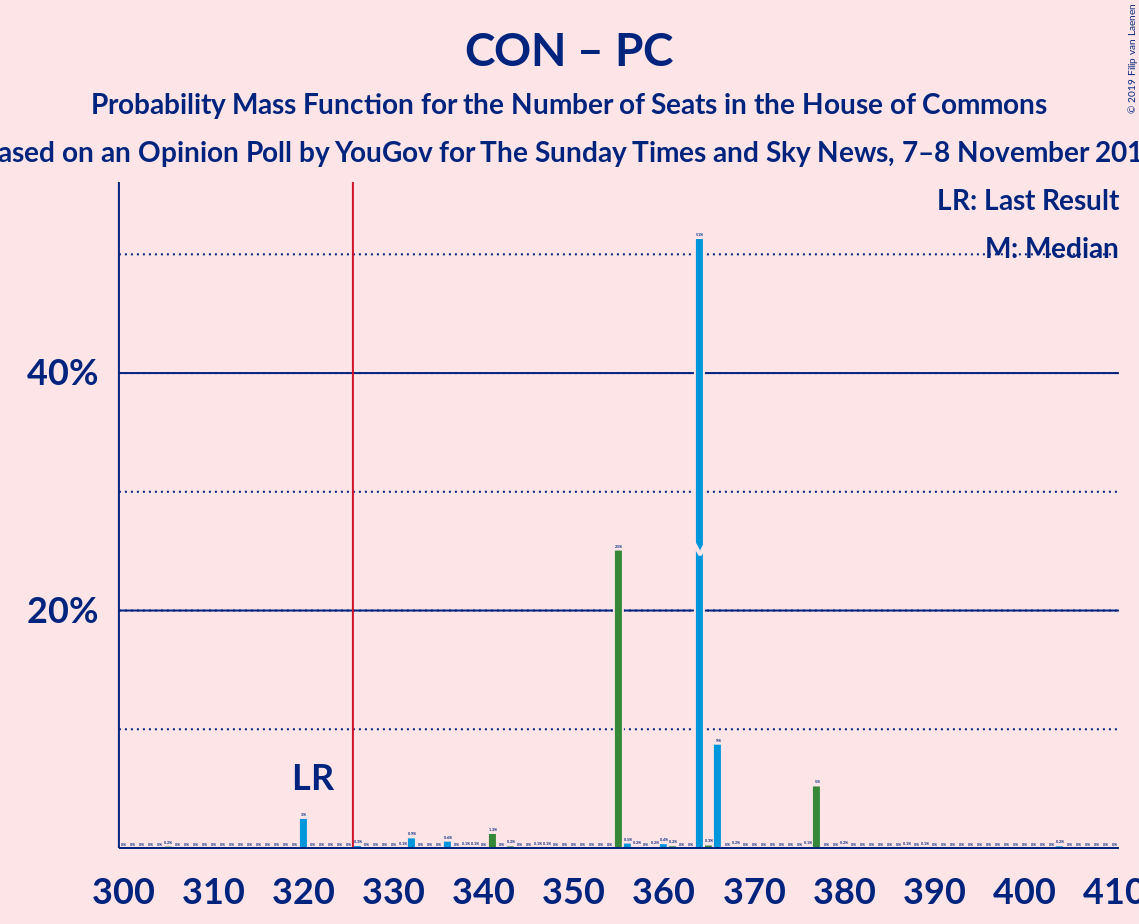 CON – PC
Probability Mass Function for the Number of Seats in the House of Commons
ased on an Opinion Poll by YouGov for The Sunday Times and Sky News, 7–8 November 201
© 2019 Filip van Laenen
LR: Last Result
M: Median
40%
20%
LR
M
300 310 320 330 340 350 360 370 380 390 400 410